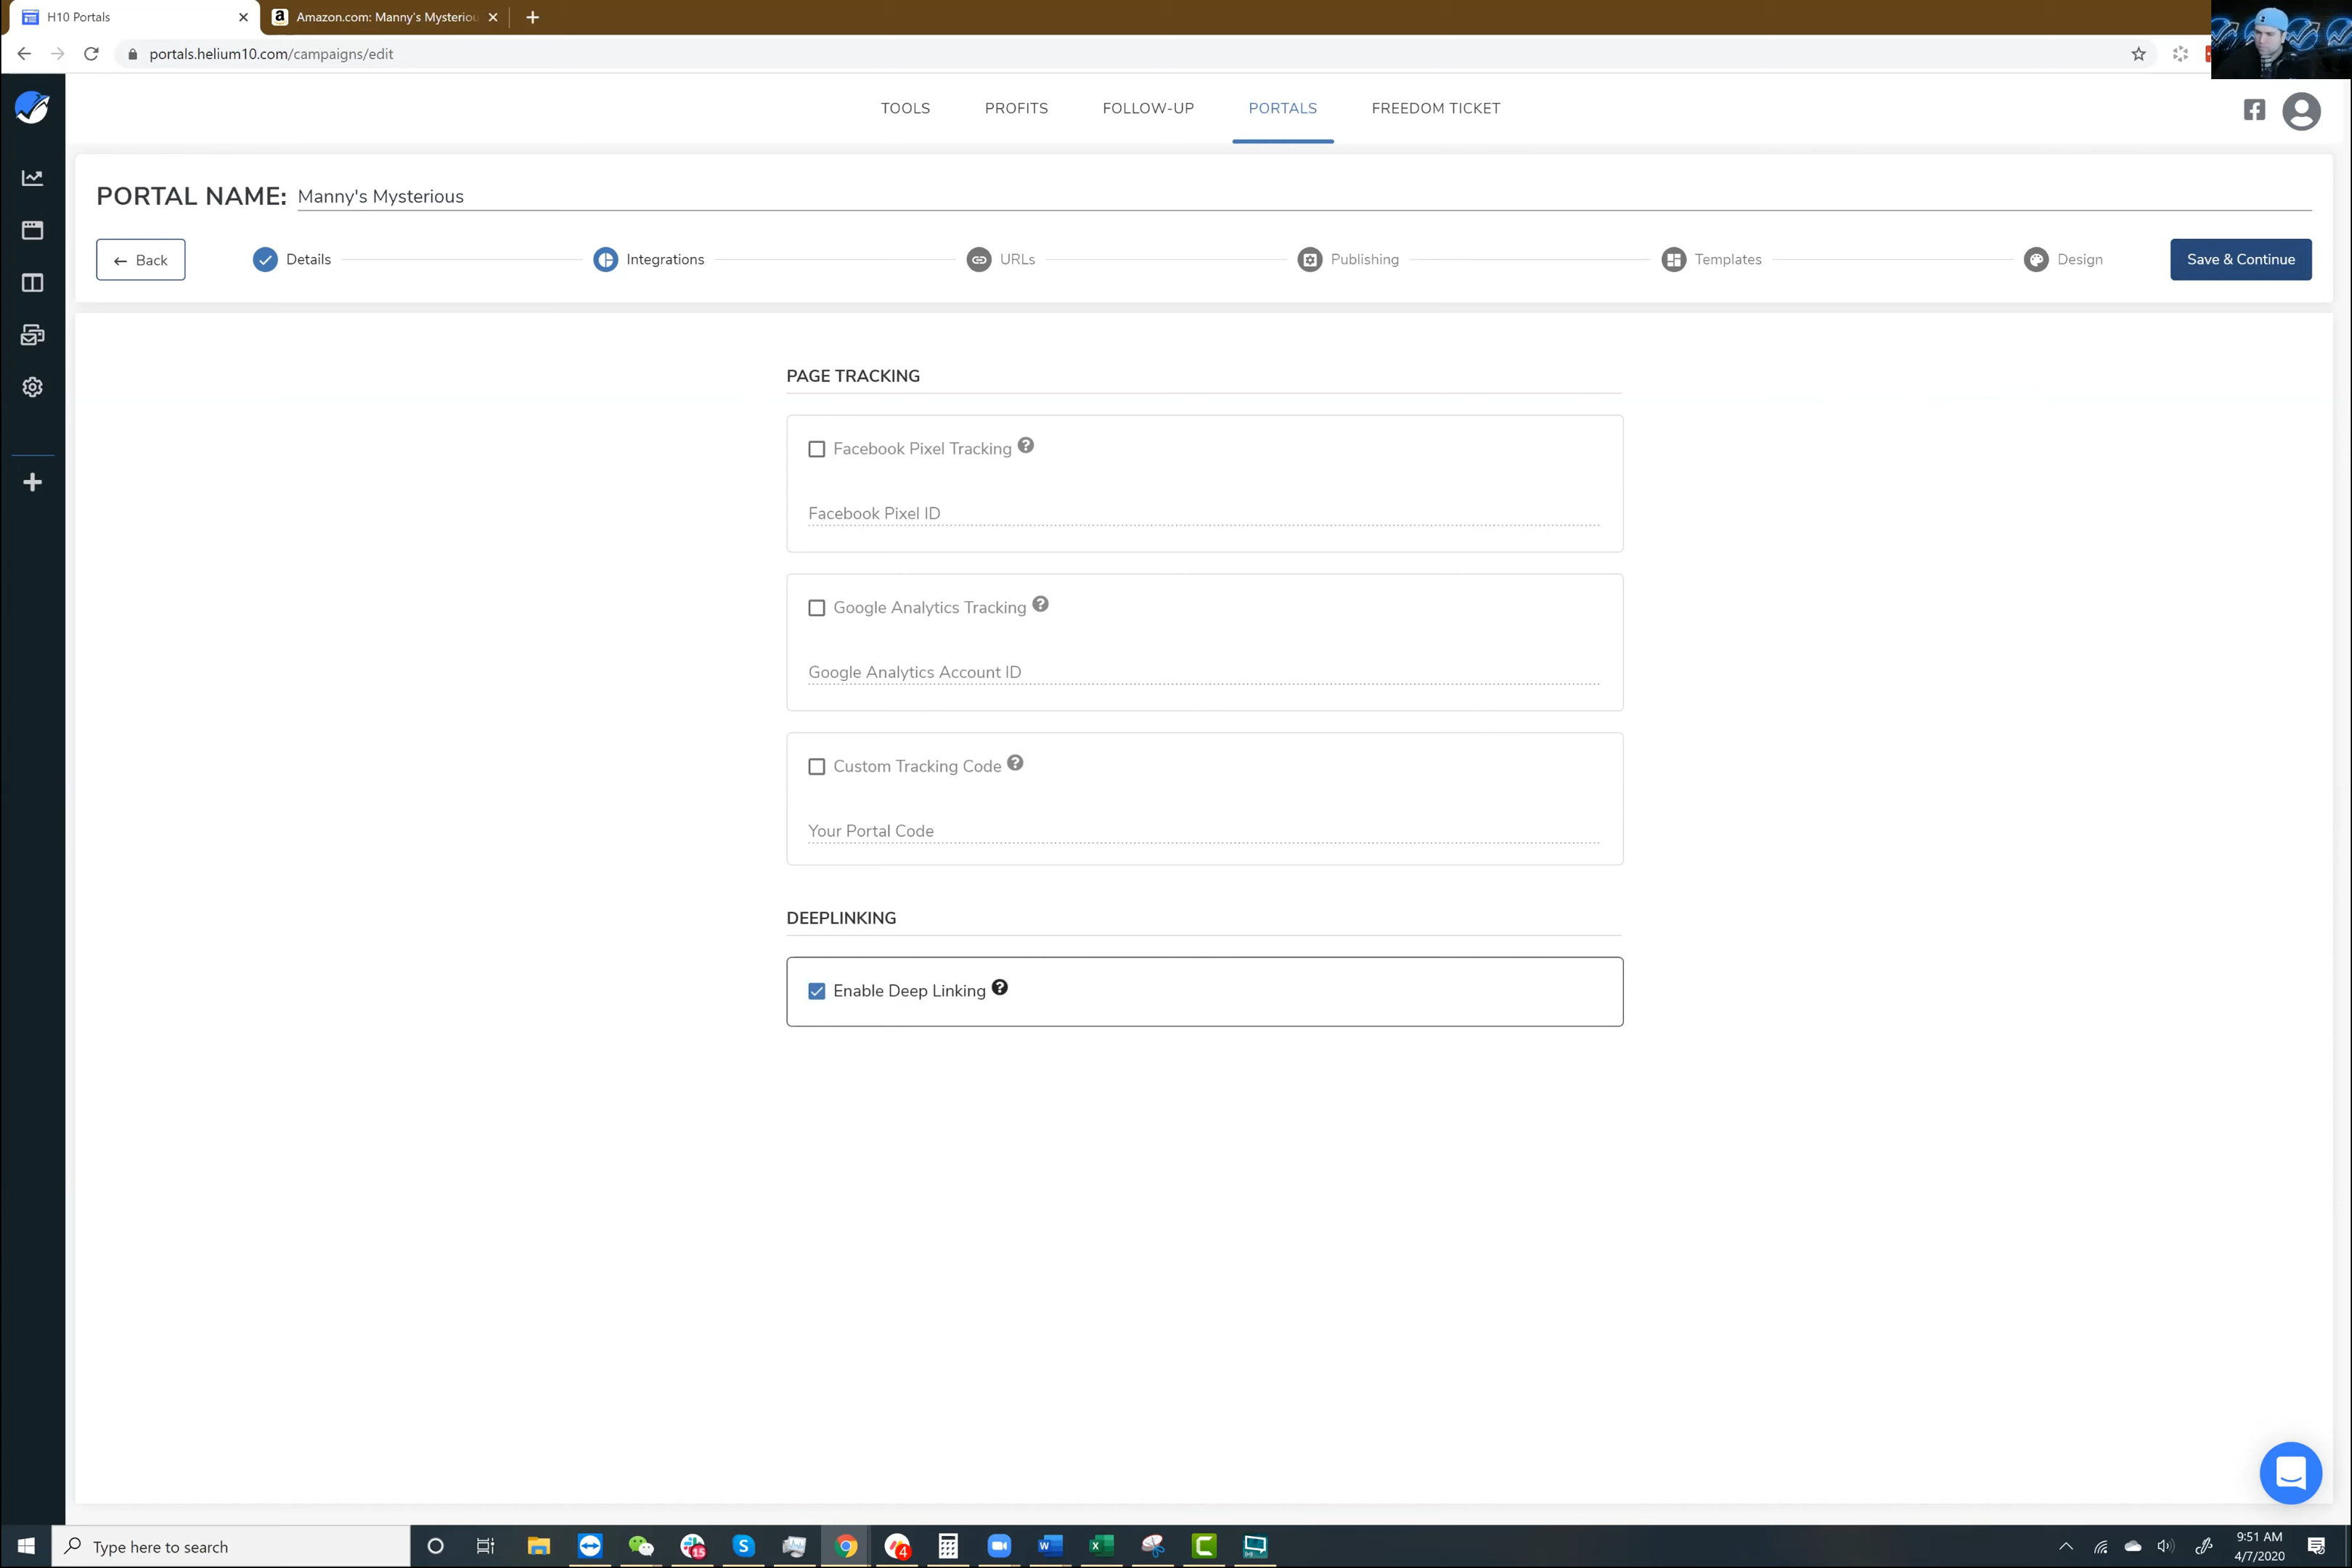 H10 Portals
Amazon.com: Manny's Mysteriou
portals.helium10.com/campaigns/edit
TOOLS
PROFITS
FOLLOW-UP
PORTALS
FREEDOM TICKET
PORTAL NAME: Manny's Mysterious
Back
Details
Integrations
URLs
Publishing
Templates
Design
Save & Continue
PAGE TRACKING
Facebook Pixel Tracking
Facebook Pixel ID
Google Analytics Tracking
Google Analytics Account ID
Custom Tracking Code
Your Portal Code
DEEPLINKING
Enable Deep Linking
Type here to search
15
4
9:51 AM
4/7/2020